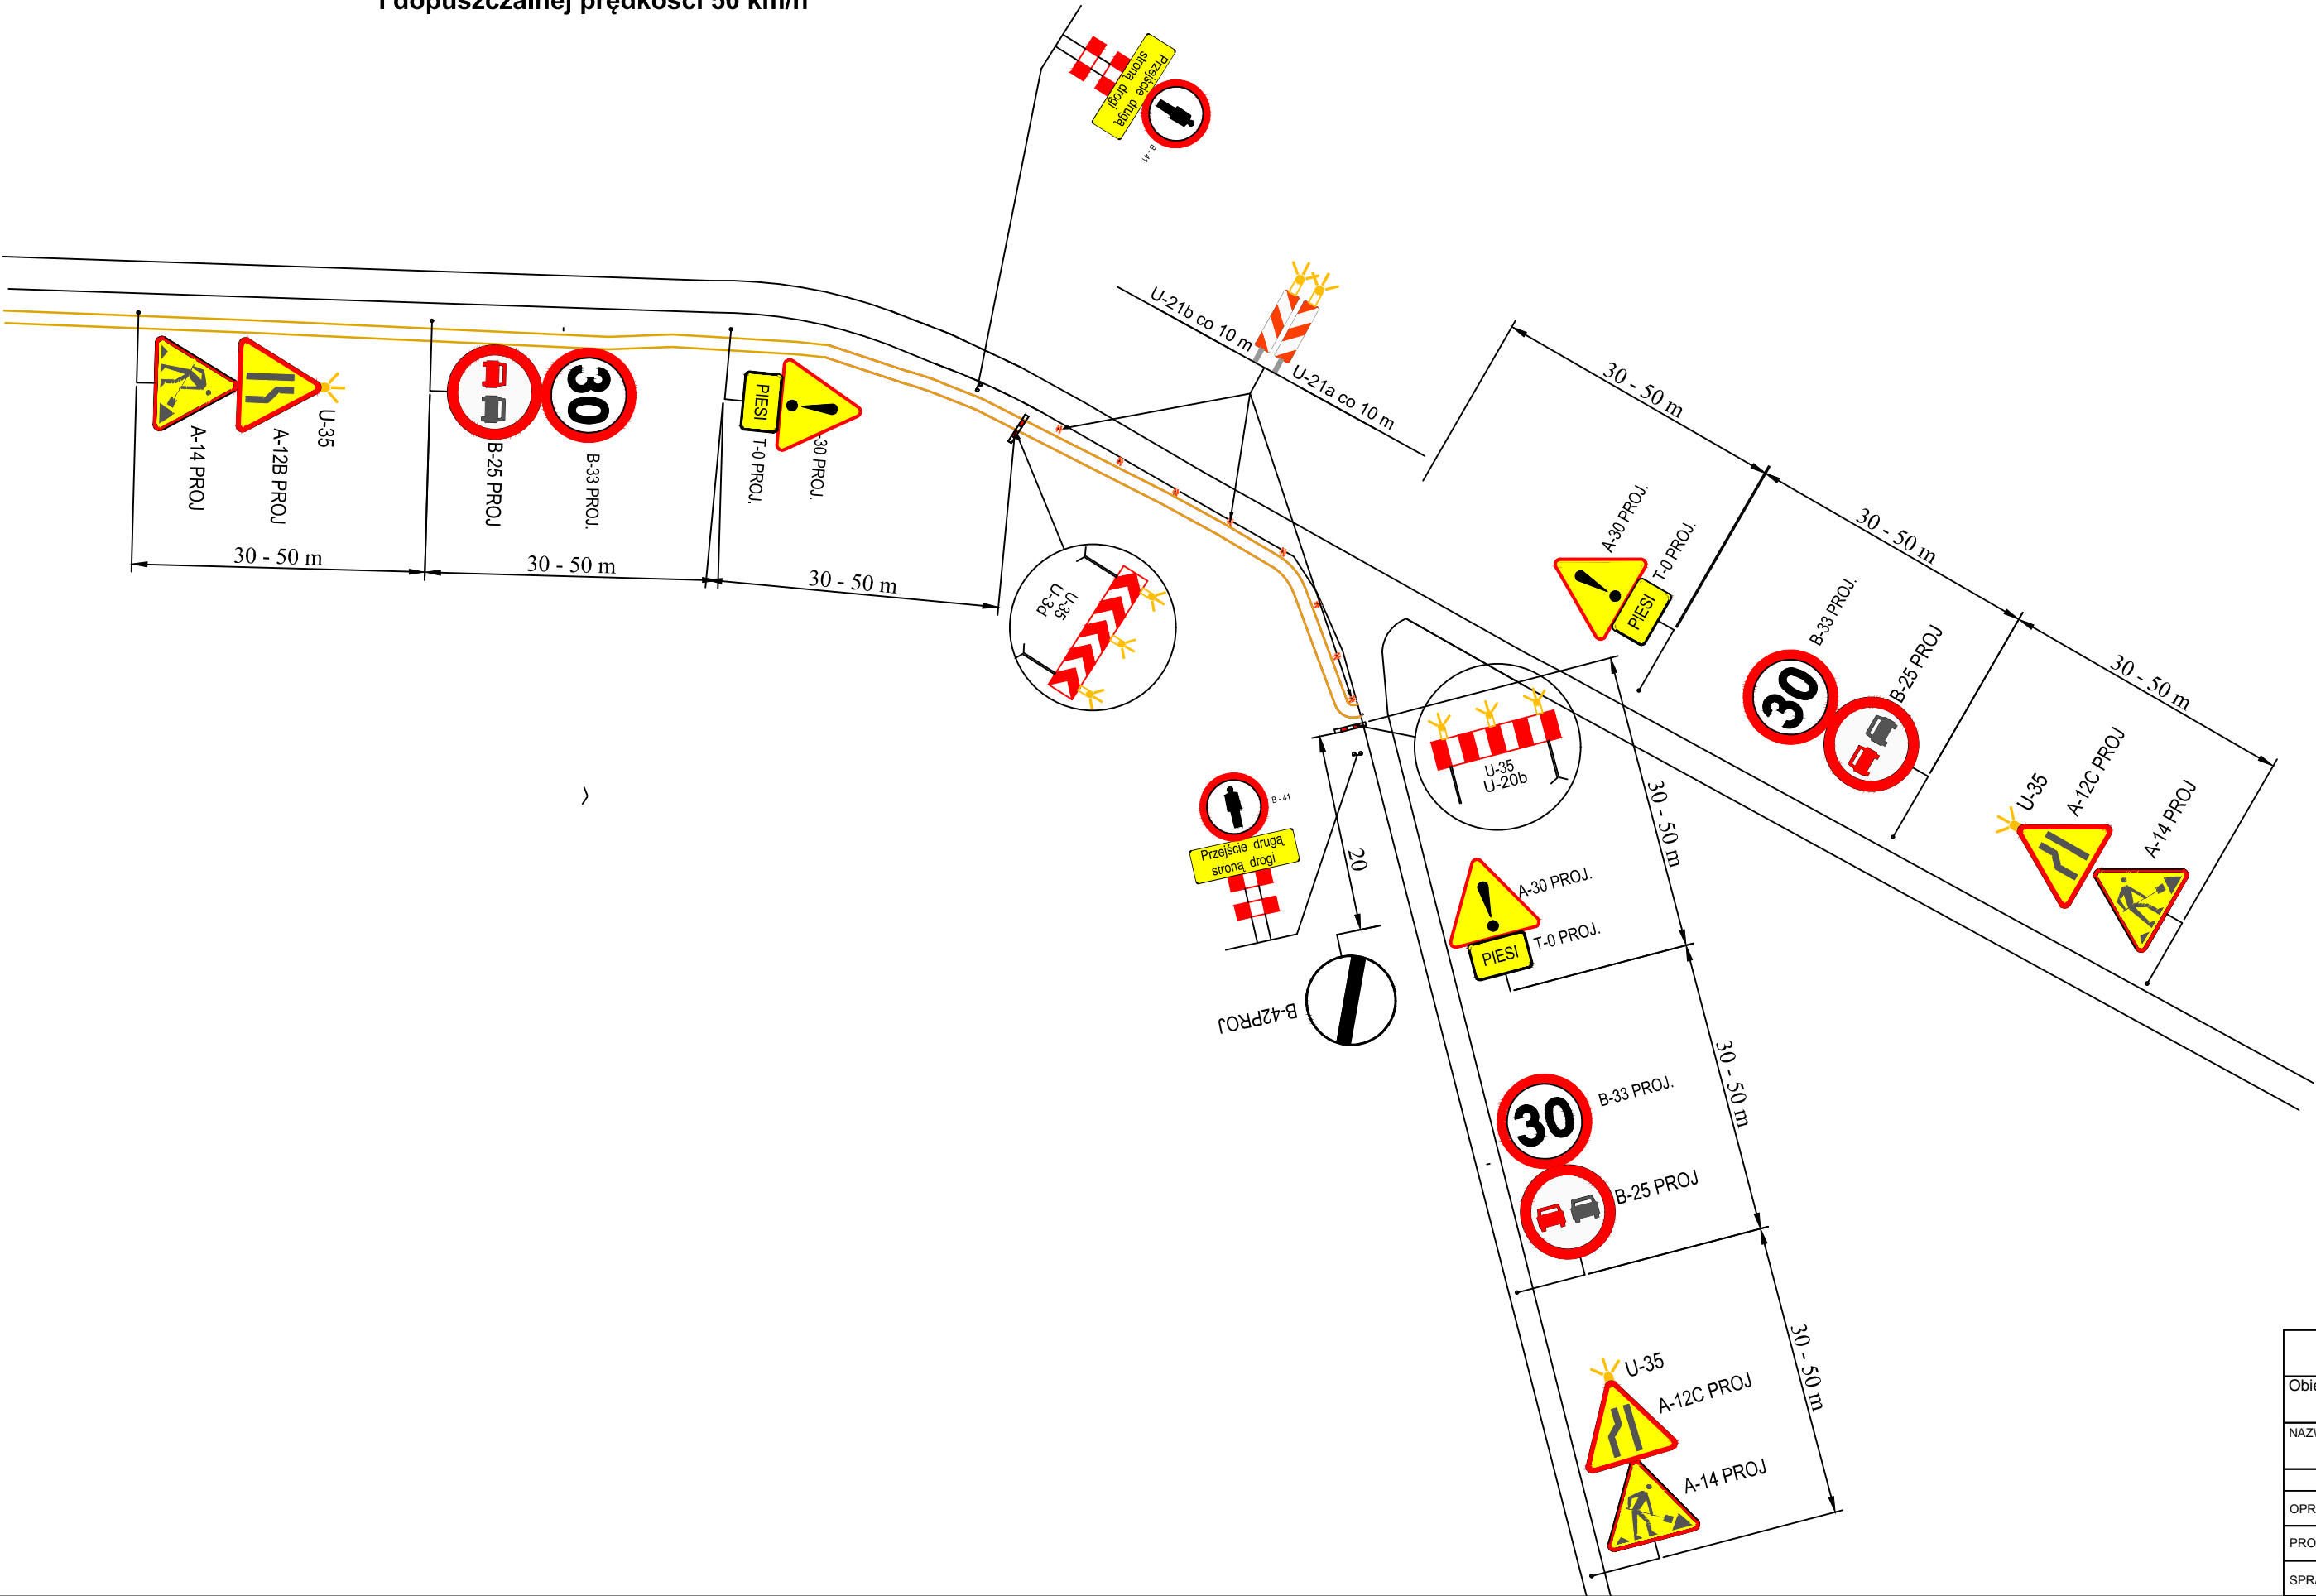 i dopuszczalnej prędkości 50 km/h
Przejście drugą
stroną drogi
B - 41
U-21b co 10 m
U-21a co 10 m
30 - 50 m
30 - 50 m
30 - 50 m
A-14 PROJ
A-12B PROJ
U-35
B-25 PROJ
30
B-33 PROJ.
PIESI
T-0 PROJ.
-30 PROJ.
30 - 50 m
30 - 50 m
30 - 50 m
U-35
U-3d
A-30 PROJ.
T-0 PROJ.
PIESI
B-33 PROJ.
30
B-25 PROJ
U-35
A-12C PROJ
A-14 PROJ
U-35
U-20b
B - 41
Przejście drugą
stroną drogi
20
B-42PROJ
30 - 50 m
A-30 PROJ.
PIESI
T-0 PROJ.
30 - 50 m
30
B-33 PROJ.
B-25 PROJ
30 - 50 m
U-35
A-12C PROJ
A-14 PROJ
Obie
NAZW
OPR
PRO
SPR